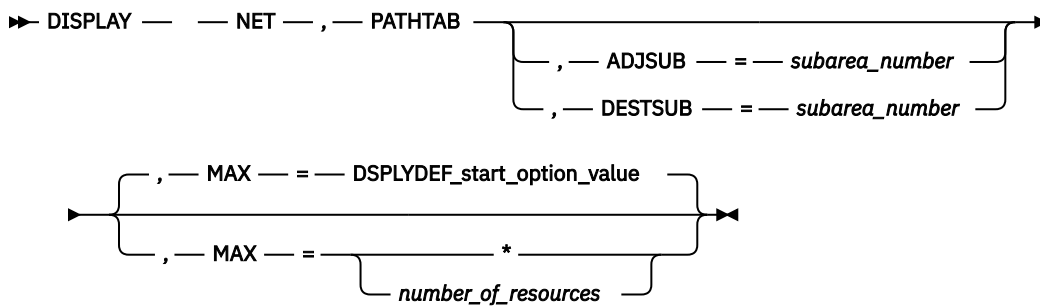 DISPLAY NET , PATHTAB
, ADJSUB = subarea_number
, DESTSUB = subarea_number
, MAX = DSPLYDEF_start_option_value
, MAX = *
number_of_resources